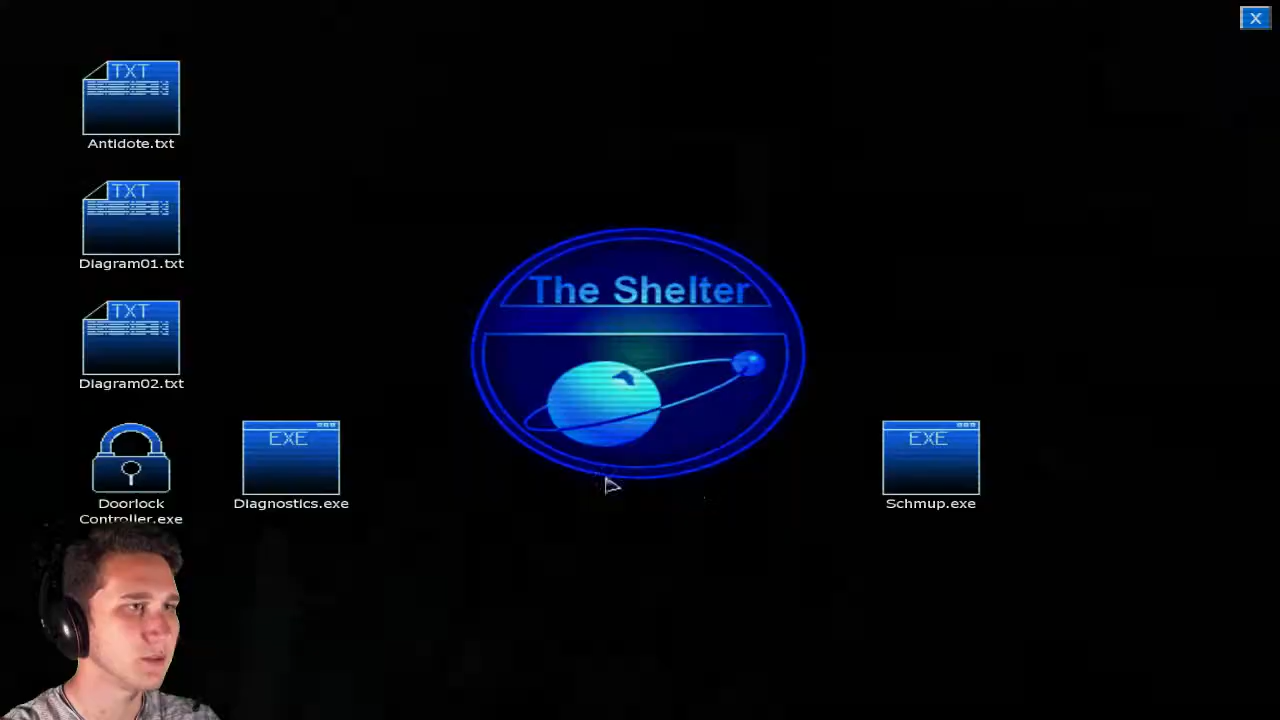 X
TXT
Antidote.txt
TXT
Diagram01.txt
TXT
Diagram02.txt
Doorlock
Controller.exe
EXE
Diagnostics.exe
The Shelter
EXE
Schmup.exe